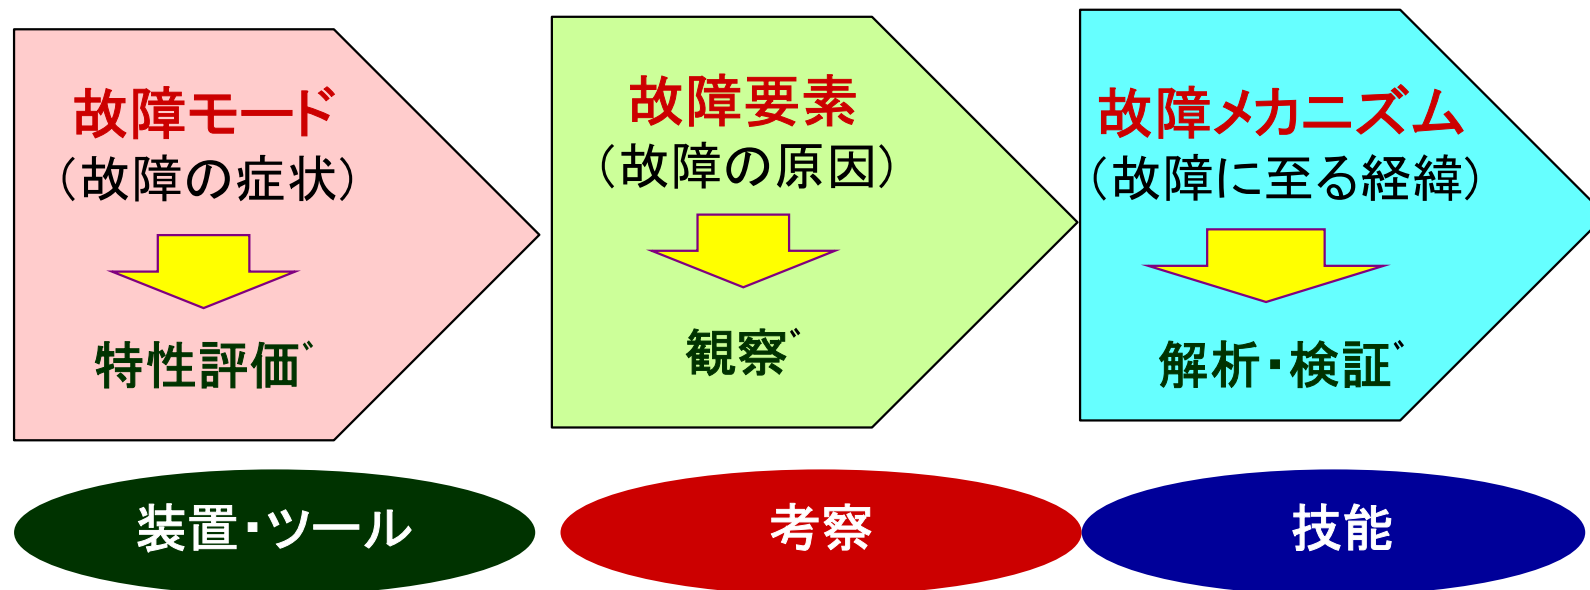 故障モード
（故障の症状）
特性評価゛
故障要素
（故障の原因）
観察゛
故障メカニズム
（故障に至る経緯）
解析・検証゛
装置・ツール
考察
技能